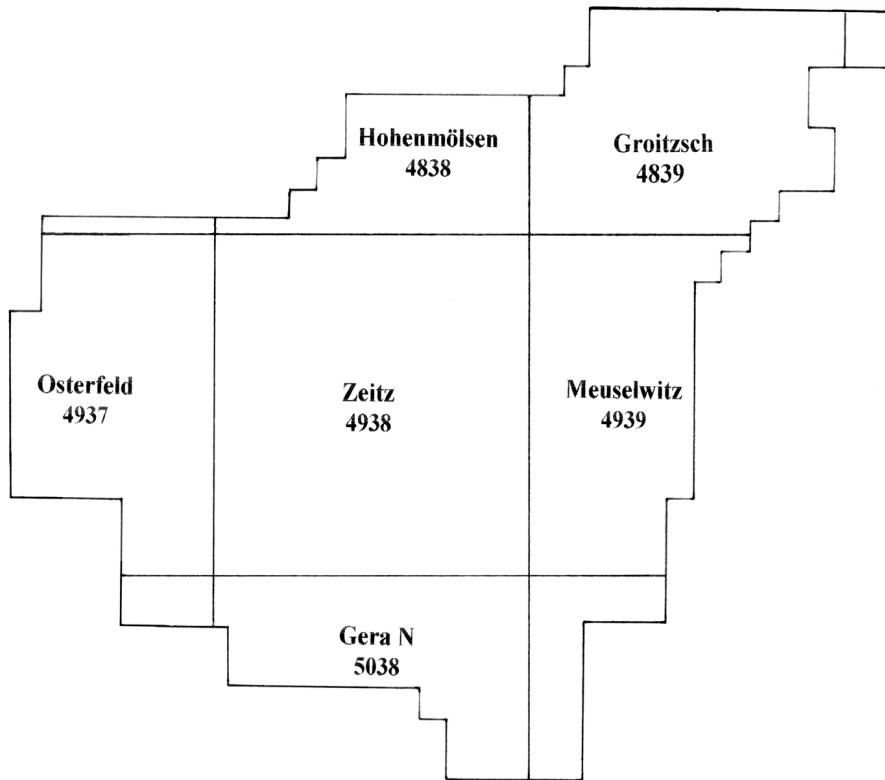 Hohenmölsen
4838
Groitzsch
4839
Osterfeld
4937
Zeitz
4938
Meuselwitz
4939
Gera N
5038